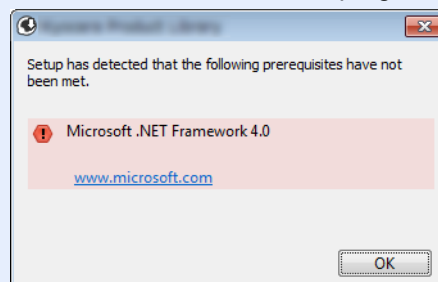 Setup has detected that the following prerequisites have not
been met.
Microsoft .NET Framework 4.0
www.microsoft.com
OK